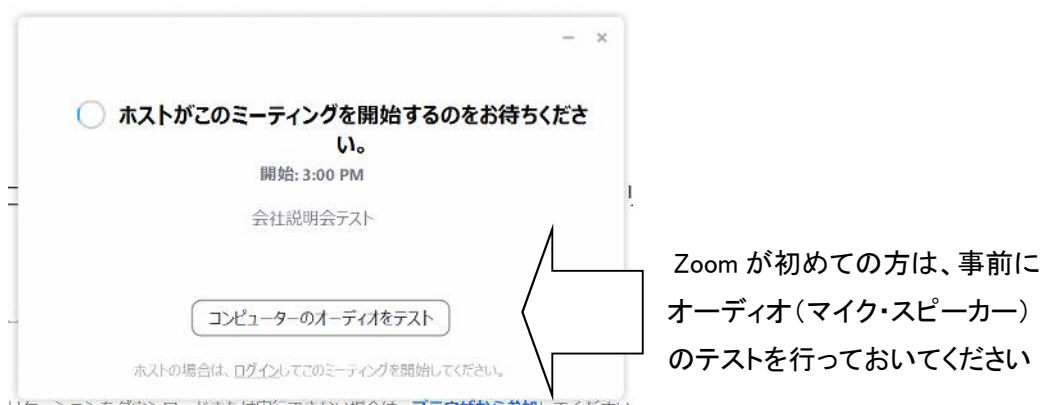 ホストがこのミーティングを開始するのをお待ちくださ
い。
開始: 3:00 PM
会社説明会テスト
コンピューターのオーディオをテスト
ホストの場合は、ログインしてこのミーティングを開始してください。
Zoom が初めての方は、事前に
オーディオ（マイク・スピーカー）
のテストを行っておいてください